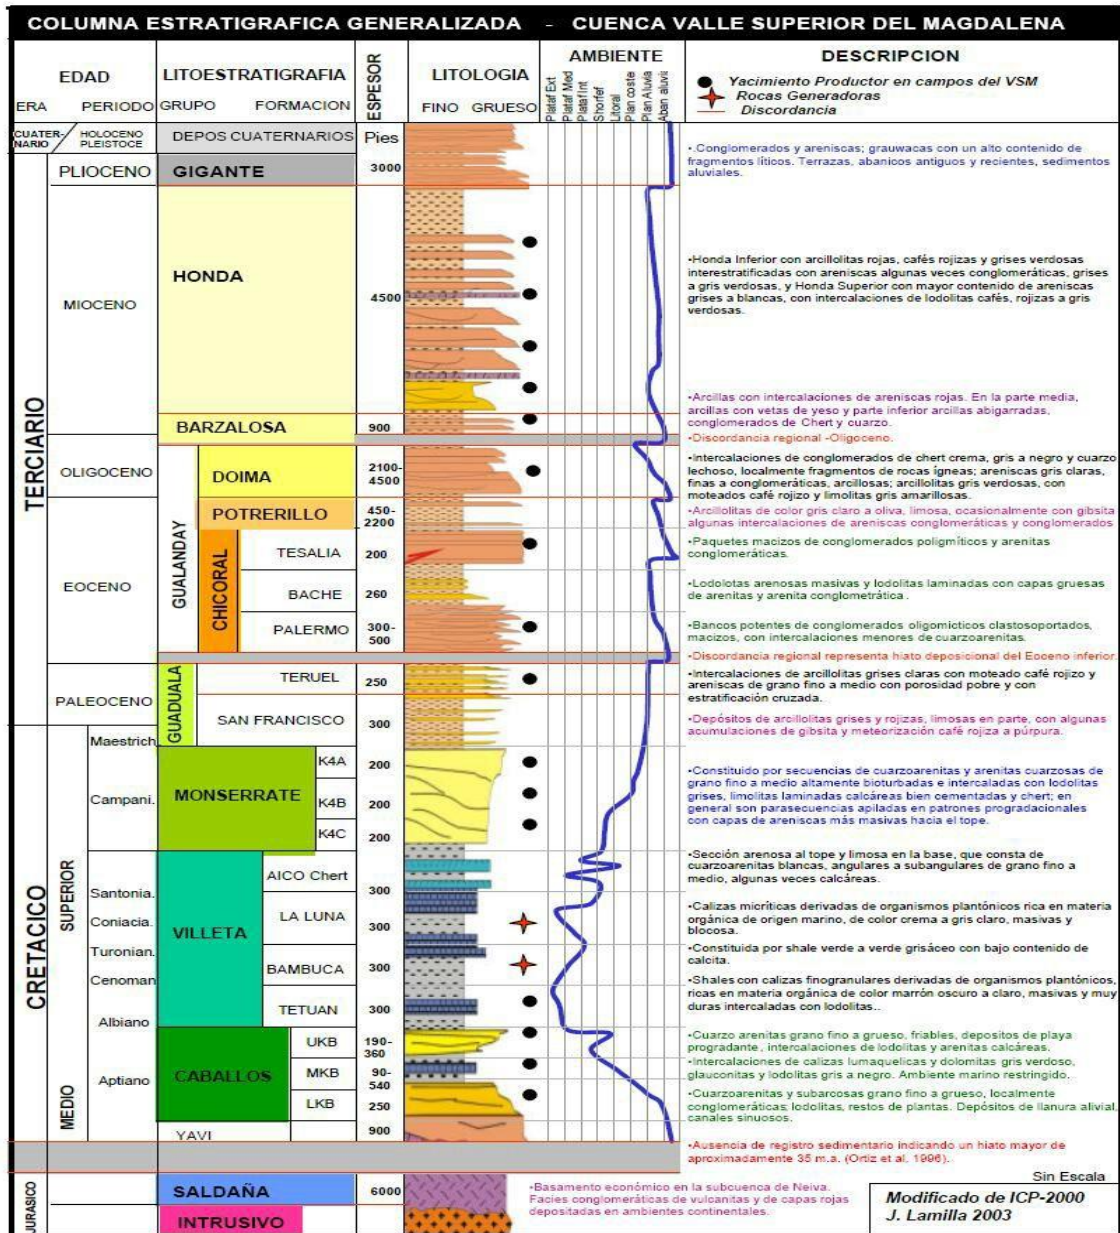 COLUMNA ESTRATIGRAFICA GENERALIZADA - CUENCA VALLE SUPERIOR DEL MAGDALENA
EDAD
LITOESTRATIGRAFIA
ESPESOR
LITOLOGIA
AMBIENTE
DESCRIPCION
ERA PERIODO GRUPO FORMACION
FINO GRUESO
Plataf Ext
Plataf Med
Plataf Int
Shorfef
Litoral
Plan coste
Plan Aluvia
Aban aluvii
Yacimiento Productor en campos del VSM
Rocas Generadoras
Discordancia
CUATER-
NARIO
HOLOCENO
PLEISTOCE
DEPOS CUATERNARIOS
Pies
PLIOCENO
GIGANTE
3000
•.Conglomerados y areniscas; grauwacas con un alto contenido de
fragmentos líticos. Terrazas, abanicos antiguos y recientes, sedimentos
aluviales.
TERCIARIO
MIOCENO
HONDA
4500
•Honda Inferior con arcillolitas rojas, cafés rojizas y grises verdosas
interestratificadas con areniscas algunas veces conglomeráticas, grises
a gris verdosas, y Honda Superior con mayor contenido de areniscas
grises a blancas, con intercalaciones de lodolitas cafés, rojizas a gris
verdosas.
BARZALOSA
900
•Arcillas con intercalaciones de areniscas rojas. En la parte media,
arcillas con vetas de yeso y parte inferior arcillas abigarradas,
conglomerados de Chert y cuarzo.
•Discordancia regional -Oligoceno.
OLIGOCENO
GUALANDAY
DOIMA
2100-
4500
•Intercalaciones de conglomerados de chert crema, gris a negro y cuarzo
lechoso, localmente fragmentos de rocas ígneas; areniscas gris claras,
finas a conglomeráticas, arcillosas; arcillolitas gris verdosas, con
moteados café rojizo y limolitas gris amarillosas.
EOCENO
POTRERILLO
450-
2200
•Arcillolitas de color gris claro a oliva, limosa, ocasionalmente con gibsita
algunas intercalaciones de areniscas conglomeráticas y conglomerados
CHICORAL
TESALIA
200
•Paquetes macizos de conglomerados poligmíticos y arenitas
conglomeráticas.
BACHE
260
•Lodolotas arenosas masivas y lodolitas laminadas con capas gruesas
de arenitas y arenita conglometrática .
PALERMO
300-
500
•Bancos potentes de conglomerados oligomicticos clastosoportados,
macizos, con intercalaciones menores de cuarzoarenitas.
•Discordancia regional representa hiato deposicional del Eoceno inferior.
PALEOCENO
GUADUALA
TERUEL
250
•Intercalaciones de arcillolitas grises claras con moteado café rojizo y
areniscas de grano fino a medio con porosidad pobre y con
estratificación cruzada.
SAN FRANCISCO
300
•Depósitos de arcillolitas grises y rojizas, limosas en parte, con algunas
acumulaciones de gibsita y meteorización café rojiza a púrpura.
CRETACICO
SUPERIOR
Maestrich
Campani.
MONSERRATE
K4A
200
K4B
200
K4C
200
•Constituido por secuencias de cuarzoarenitas y arenitas cuarzosas de
grano fino a medio altamente bioturbadas e intercaladas con lodolitas
grises, limolitas laminadas calcáreas bien cementadas y chert; en
general son parasecuencias apiladas en patrones progradacionales
con capas de areniscas más masivas hacia el tope.
Santonia.
Coniacia.
Turonian.
Cenoman
Albiano
VILLETA
AICO Chert
300
•Sección arenosa al tope y limosa en la base, que consta de
cuarzoarenitas blancas, angulares a subangulares de grano fino a
medio, algunas veces calcáreas.
LA LUNA
300
•Calizas micríticas derivadas de organismos plantónicos rica en materia
orgánica de origen marino, de color crema a gris claro, masivas y
blocosa.
BAMBUCA
300
•Constituida por shale verde a verde grisáceo con bajo contenido de
calcita.
TETUAN
300
•Shales con calizas finogranulares derivadas de organismos plantónicos,
ricas en materia orgánica de color marrón oscuro a claro, masivas y muy
duras intercaladas con lodolitas..
MEDIO
Aptiano
CABALLOS
UKB
190-
360
•Cuarzo arenitas grano fino a grueso, friables, depositos de playa
progradante, intercalaciones de lodolitas y arenitas calcáreas.
MKB
90-
540
•Intercalaciones de calizas lumaquelicas y dolomitas gris verdoso,
glauconitas y lodolitas gris a negro. Ambiente marino restringido.
LKB
250
•Cuarzoarenitas y subarcosas grano fino a grueso, localmente
conglomeráticas, lodolitas, restos de plantas. Depósitos de llanura alivial,
canales sinuosos.
YAVI
900
•Ausencia de registro sedimentario indicando un hiato mayor de
aproximadamente 35 m.a. (Ortiz et al. 1996).
Sin Escala
JURASICO
SALDAÑA
6000
•Basamento económico en la subcuenca de Neiva.
Facies conglomeráticas de vulcanitas y de capas rojas
depositadas en ambientes continentales.
INTRUSIVO
Modificado de ICP-2000
J. Lamilla 2003